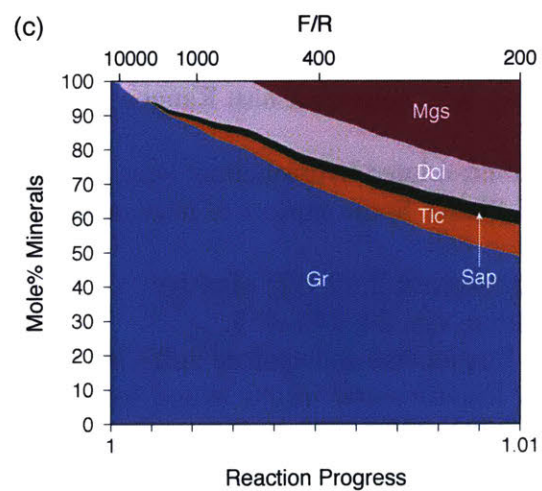 (c)
F/R
10000 1000 400 200
100
90
80
70
60
50
40
30
20
10
0
Mole% Minerals
Mgs
Dol
Tlc
Gr
Sap
1 1.01
Reaction Progress